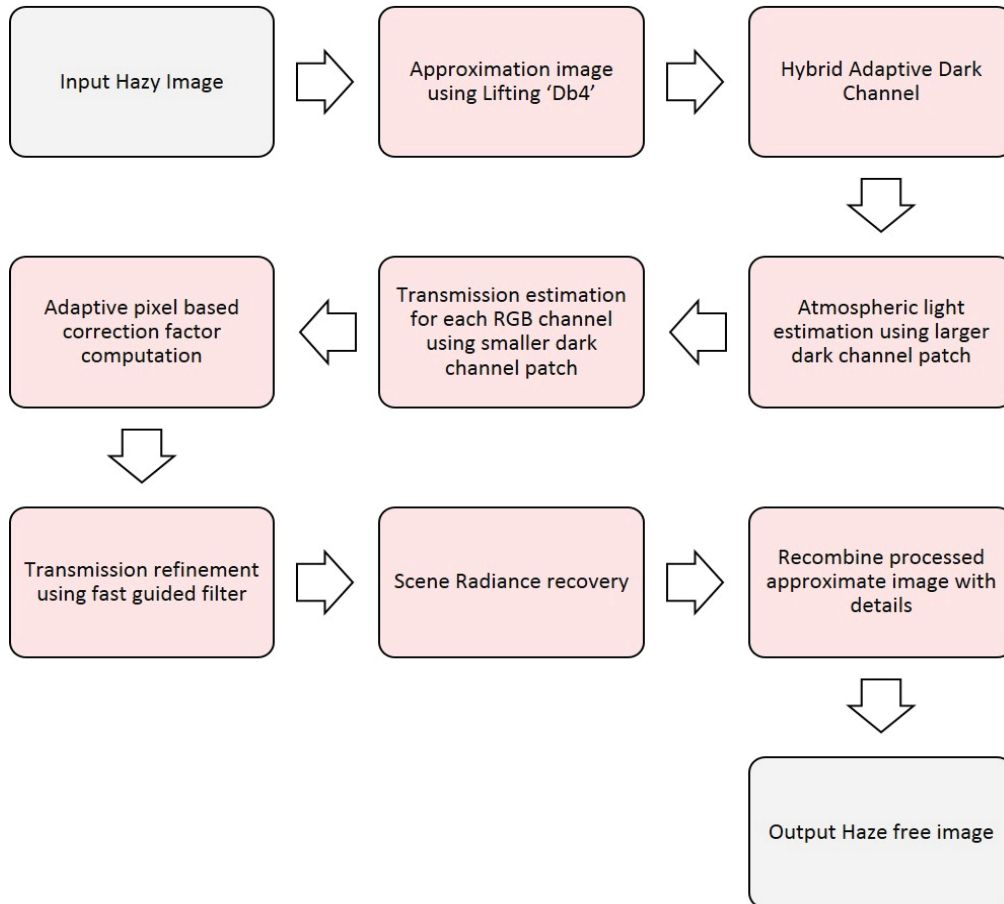 Input Hazy Image
Approximation image
using Lifting ‘Db4’
Hybrid Adaptive Dark
Channel
Atmospheric light
estimation using larger
dark channel patch
Transmission estimation
for each RGB channel
using smaller dark
channel patch
Adaptive pixel based
correction factor
computation
Transmission refinement
using fast guided filter
Scene Radiance recovery
Recombine processed
approximate image with
details
Output Haze free image